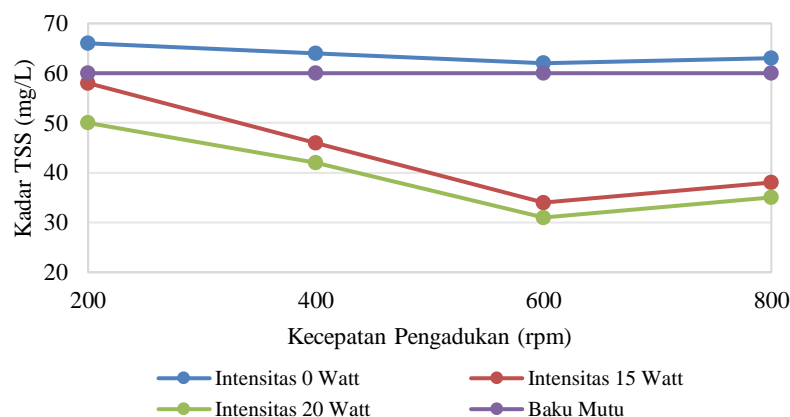 70
60
50
40
30
20
Kadar TSS (mg/L)
200 400 600 800
Kecepatan Pengadukan (rpm)
Intensitas 0 Watt Intensitas 15 Watt
Intensitas 20 Watt Baku Mutu